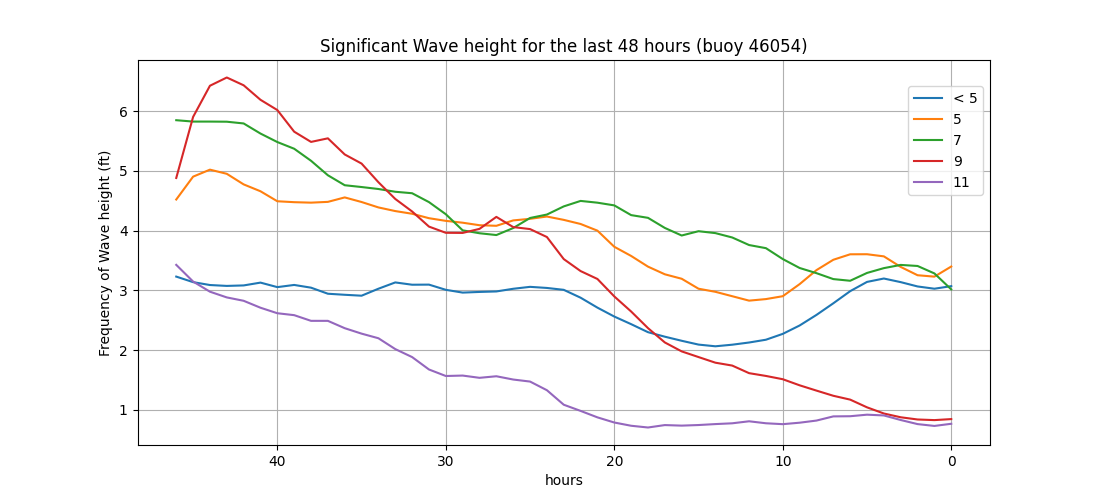 Significant Wave height for the last 48 hours (buoy 46054)
Frequency of Wave height (ft)
6
5
4
3
2
1
< 5
5
7
9
11
40 30 20 10 0
hours